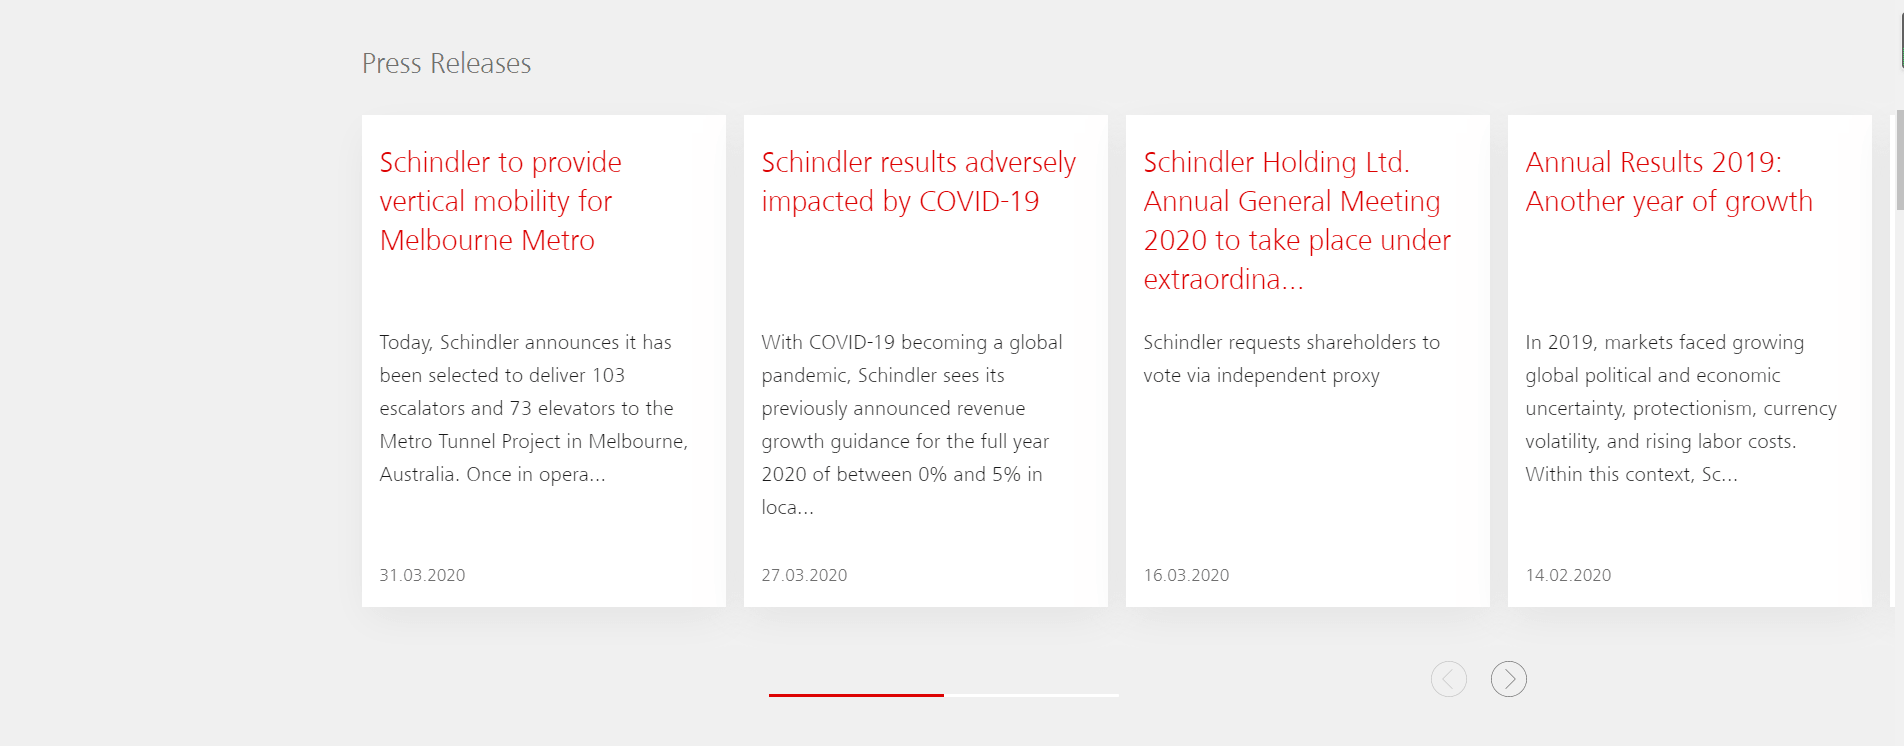 Press Releases
Schindler to provide
vertical mobility for
Melbourne Metro
Today, Schindler announces it has
been selected to deliver 103
escalators and 73 elevators to the
Metro Tunnel Project in Melbourne,
Australia. Once in opera...
31.03.2020
Schindler results adversely
impacted by COVID-19
With COVID-19 becoming a global
pandemic, Schindler sees its
previously announced revenue
growth guidance for the full year
2020 of between 0% and 5% in
loca...
27.03.2020
Schindler Holding Ltd.
Annual General Meeting
2020 to take place under
extraordina...
Schindler requests shareholders to
vote via independent proxy
16.03.2020
Annual Results 2019:
Another year of growth
In 2019, markets faced growing
global political and economic
uncertainty, protectionism, currency
volatility, and rising labor costs.
Within this context, Sc...
14.02.2020